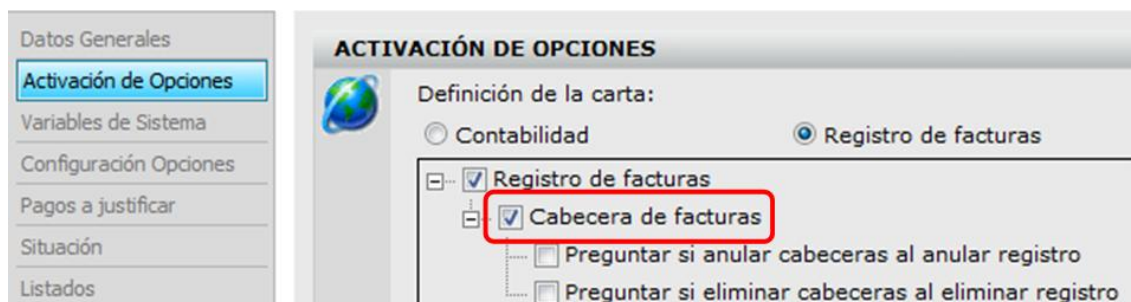 Datos Generales
Activación de Opciones
Variables de Sistema
Configuración Opciones
Pagos a justificar
Situación
Listados
ACTIVACIÓN DE OPCIONES
Definición de la carta:
Contabilidad
Registro de facturas
Registro de facturas
Cabecera de facturas
Preguntar si anular cabeceras al anular registro
Preguntar si eliminar cabeceras al eliminar registro